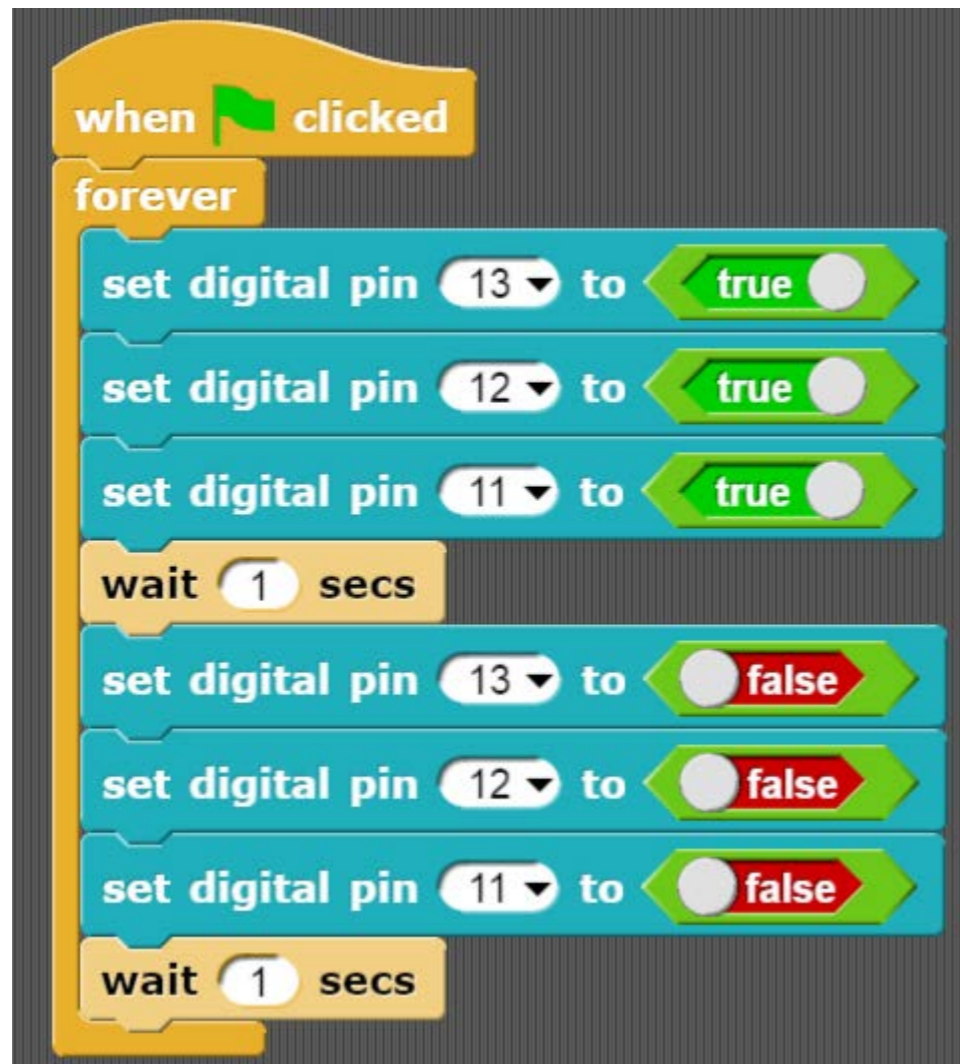 when clicked
forever
set digital pin 13 to true
set digital pin 12 to true
set digital pin 11 to true
wait 1 secs
set digital pin 13 to false
set digital pin 12 to false
set digital pin 11 to false
wait 1 secs